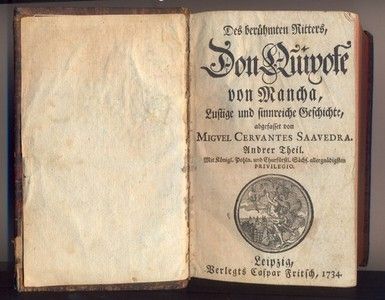 Des berühmten Ritters,
Don Quixote
von Mancha,
Lustige und sinnreiche Geschichte,
abgefasset von
MIGVEL CERVANTES SAAVEDRA.
Andrer Theil.
Mit Königl. Pohln. und Churfürstl. Sächs. allergnädigsten
PRIVILEGIO.
Leipzig,
Verlegts Caspar Fritsch, 1734